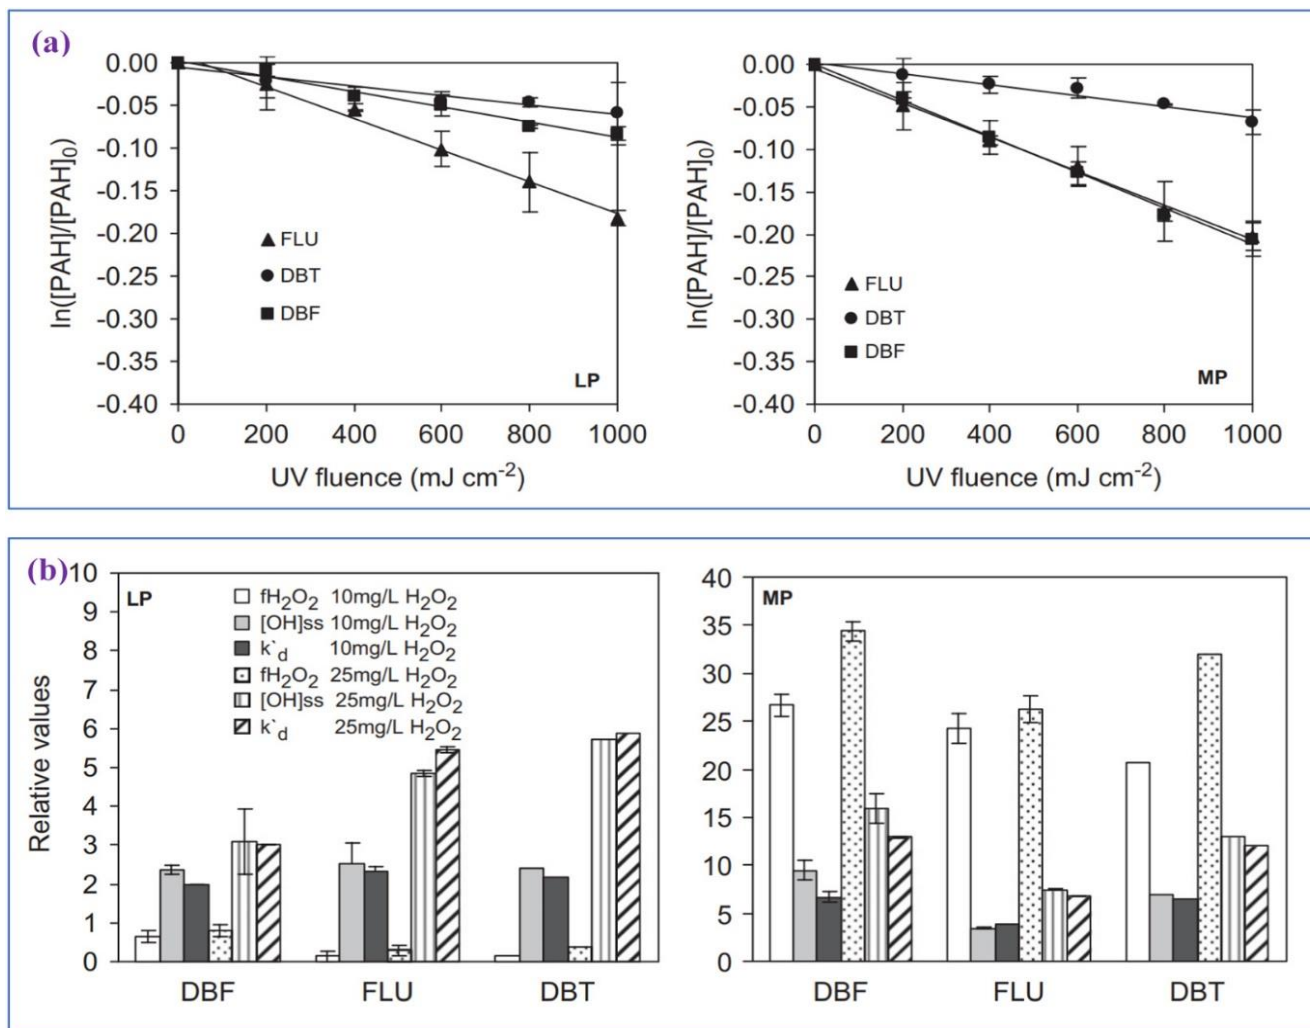 (a)
0.00
-0.05
-0.10
-0.15
-0.20
-0.25
-0.30
-0.35
-0.40
ln([PAH]/[PAH]₀)
FLU
DBT
DBF
LP
0 200 400 600 800 1000
UV fluence (mJ cm⁻²)
0.00
-0.05
-0.10
-0.15
-0.20
-0.25
-0.30
-0.35
-0.40
ln([PAH]/[PAH]₀)
FLU
DBT
DBF
MP
0 200 400 600 800 1000
UV fluence (mJ cm⁻²)
(b)
10
9
8
7
6
5
4
3
2
1
0
Relative values
LP
fH₂O₂ 10mg/L H₂O₂
[OH]ss 10mg/L H₂O₂
k`d 10mg/L H₂O₂
fH₂O₂ 25mg/L H₂O₂
[OH]ss 25mg/L H₂O₂
k`d 25mg/L H₂O₂
DBF FLU DBT
40
35
30
25
20
15
10
5
0
MP
DBF FLU DBT